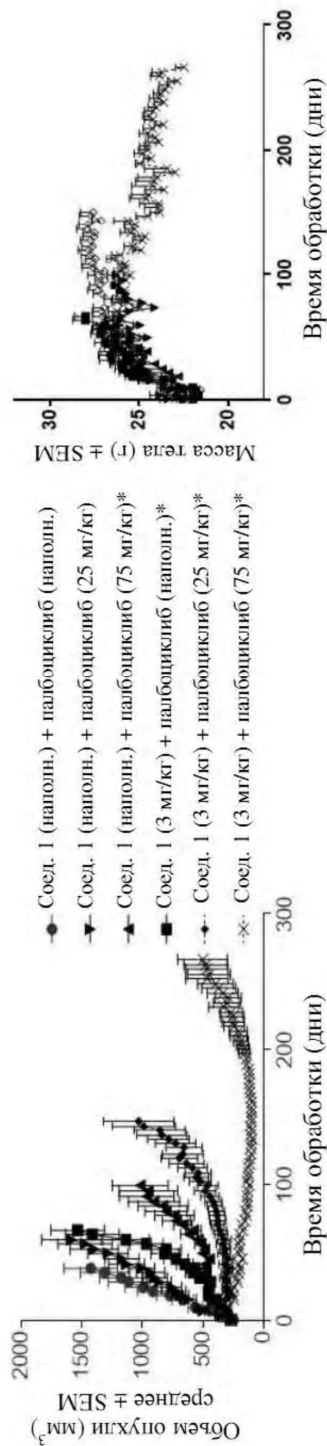 Объем опухли (мм³)
среднее ± SEM
2000
1500
1000
500
0
0
100
200
300
Время обработки (дни)
Соед. 1 (наполн.) + палбоциклиб (наполн.)
Соед. 1 (наполн.) + палбоциклиб (25 мг/кг)
Соед. 1 (наполн.) + палбоциклиб (75 мг/кг)*
Соед. 1 (3 мг/кг) + палбоциклиб (наполн.)*
Соед. 1 (3 мг/кг) + палбоциклиб (25 мг/кг)*
Соед. 1 (3 мг/кг) + палбоциклиб (75 мг/кг)*
Масса тела (г) ± SEM
30
25
20
0
100
200
300
Время обработки (дни)